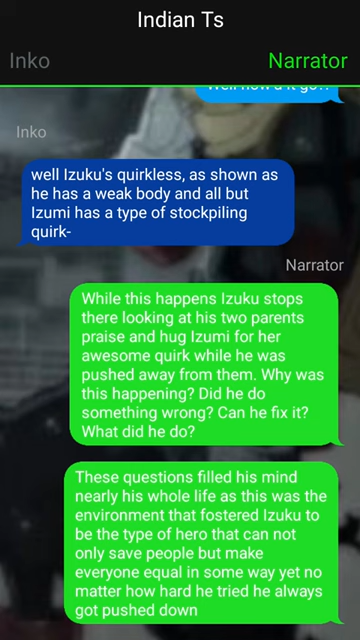 Indian Ts
Inko
Narrator
Well how'd it go??
Inko
well Izuku's quirkless, as shown as
he has a weak body and all but
Izumi has a type of stockpiling
quirk-
Narrator
While this happens Izuku stops
there looking at his two parents
praise and hug Izumi for her
awesome quirk while he was
pushed away from them. Why was
this happening? Did he do
something wrong? Can he fix it?
What did he do?
These questions filled his mind
nearly his whole life as this was the
environment that fostered Izuku to
be the type of hero that can not
only save people but make
everyone equal in some way yet no
matter how hard he tried he always
got pushed down